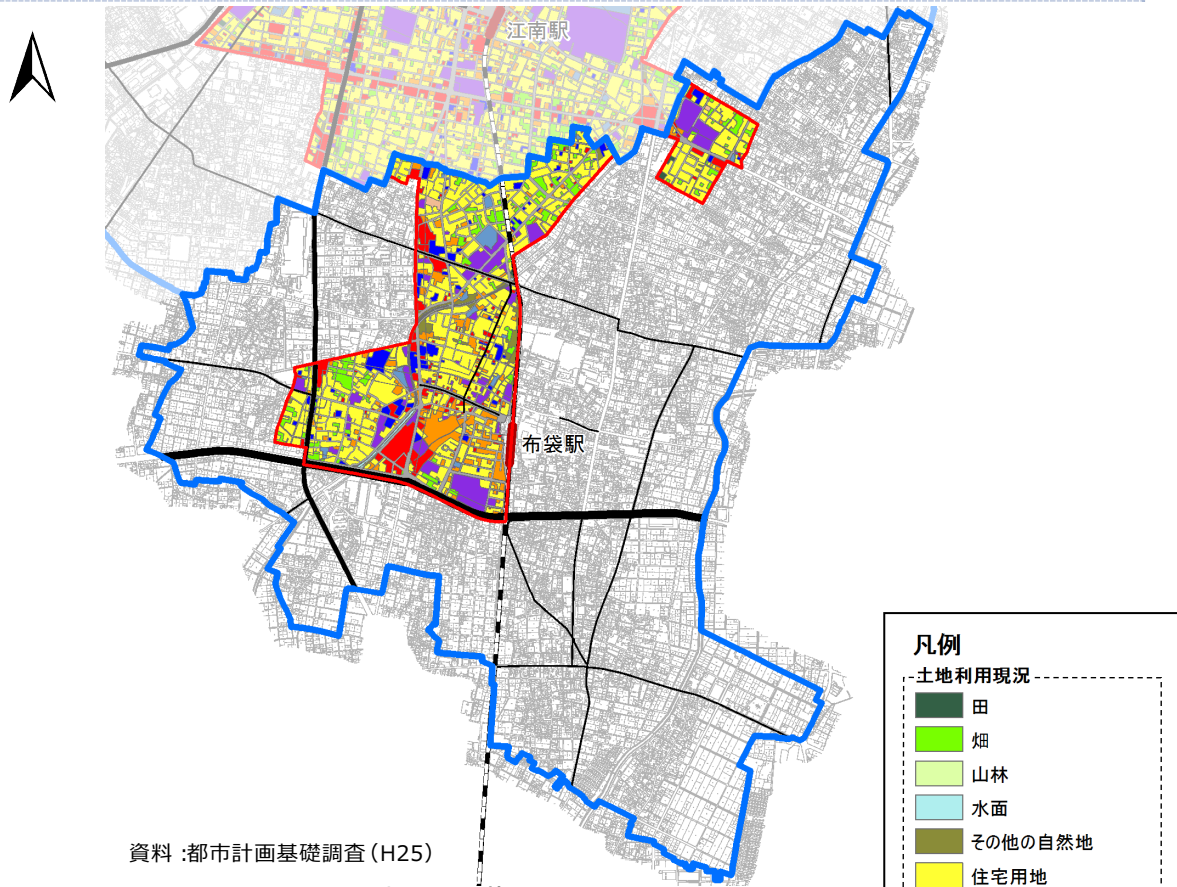 江南駅
布袋駅
凡例
土地利用現況
田
畑
山林
水面
その他の自然地
住宅用地
資料：都市計画基礎調査（H25）